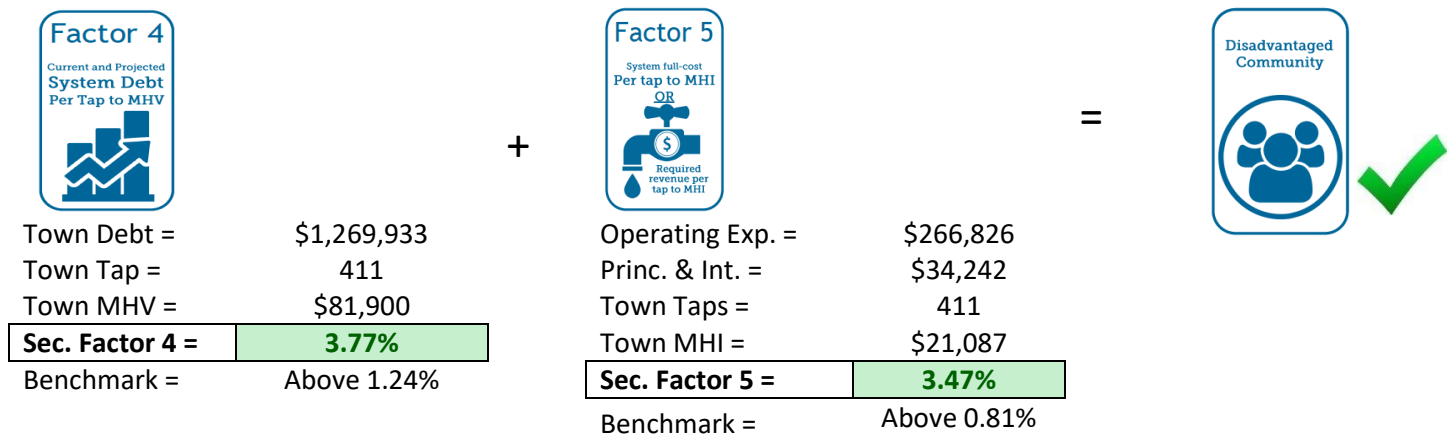 Factor 4
Current and Projected
System Debt
Per Tap to MHV
+
Factor 5
System full-cost
Per tap to MHI
OR
$
Required
revenue per
tap to MHI
=
Disadvantaged
Community
Town Debt = $1,269,933
Town Tap = 411
Town MHV = $81,900
Sec. Factor 4 = 3.77%
Benchmark = Above 1.24%
Operating Exp. = $266,826
Princ. & Int. = $34,242
Town Taps = 411
Town MHI = $21,087
Sec. Factor 5 = 3.47%
Benchmark = Above 0.81%